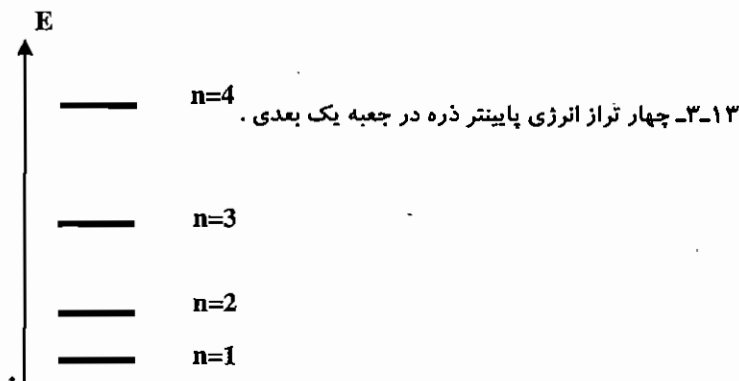 E
n=4
۱۳-۳- چهار تراز انرژی پایینتر ذره در جعبه یک بعدی .
n=3
n=2
n=1